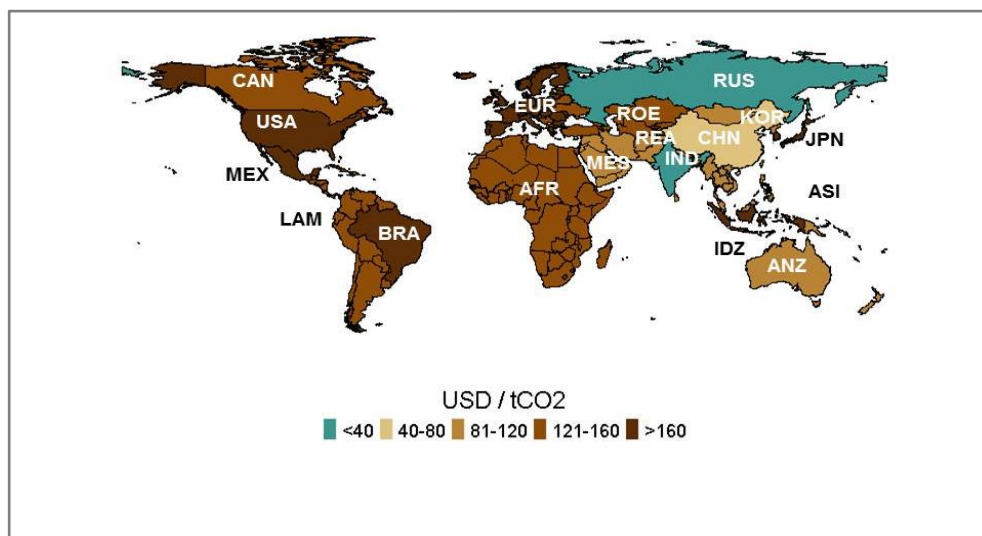 CAN
RUS
EUR
ROE
KOR
USA
REA
CHN
JPN
MES
IND
MEX
AFR
ASI
LAM
BRA
IDZ
ANZ
USD / tCO2
<40 40-80 81-120 121-160 >160